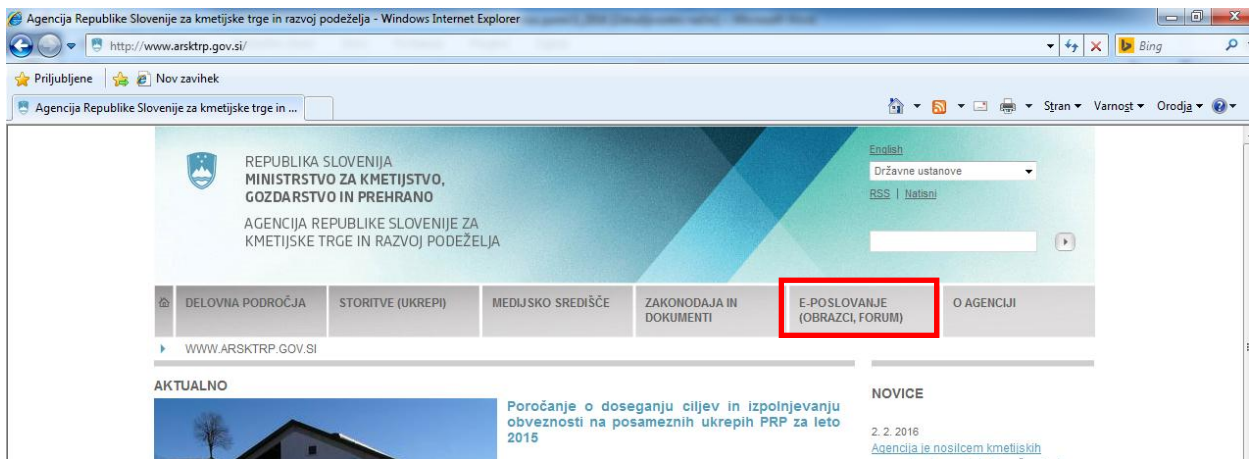 Agencija Republike Slovenije za kmetijske trge in razvoj podeželja - Windows Internet Explorer
http://www.arsktrp.gov.si/
Bing
Priljubljene
Nov zavihek
Agencija Republike Slovenije za kmetijske trge in ...
Stran
Varnost
Orodja
REPUBLIKA SLOVENIJA
MINISTRSTVO ZA KMETIJSTVO,
GOZDARSTVO IN PREHRANO
AGENCIJA REPUBLIKE SLOVENIJE ZA
KMETIJSKE TRGE IN RAZVOJ PODEŽELJA
English
Državne ustanove
RSS | Natisni
DELOVNA PODROČJA
STORITVE (UKREPI)
MEDIJSKO SREDIŠČE
ZAKONODAJA IN
DOKUMENTI
E-POSLOVANJE
(OBRAZCI, FORUM)
O AGENCIJI
WWW.ARSKTRP.GOV.SI
AKTUALNO
Poročanje o doseganju ciljev in izpolnjevanju
obveznosti na posameznih ukrepih PRP za leto
2015
NOVICE
2. 2. 2016
Agencija je nosilcem kmetijskih